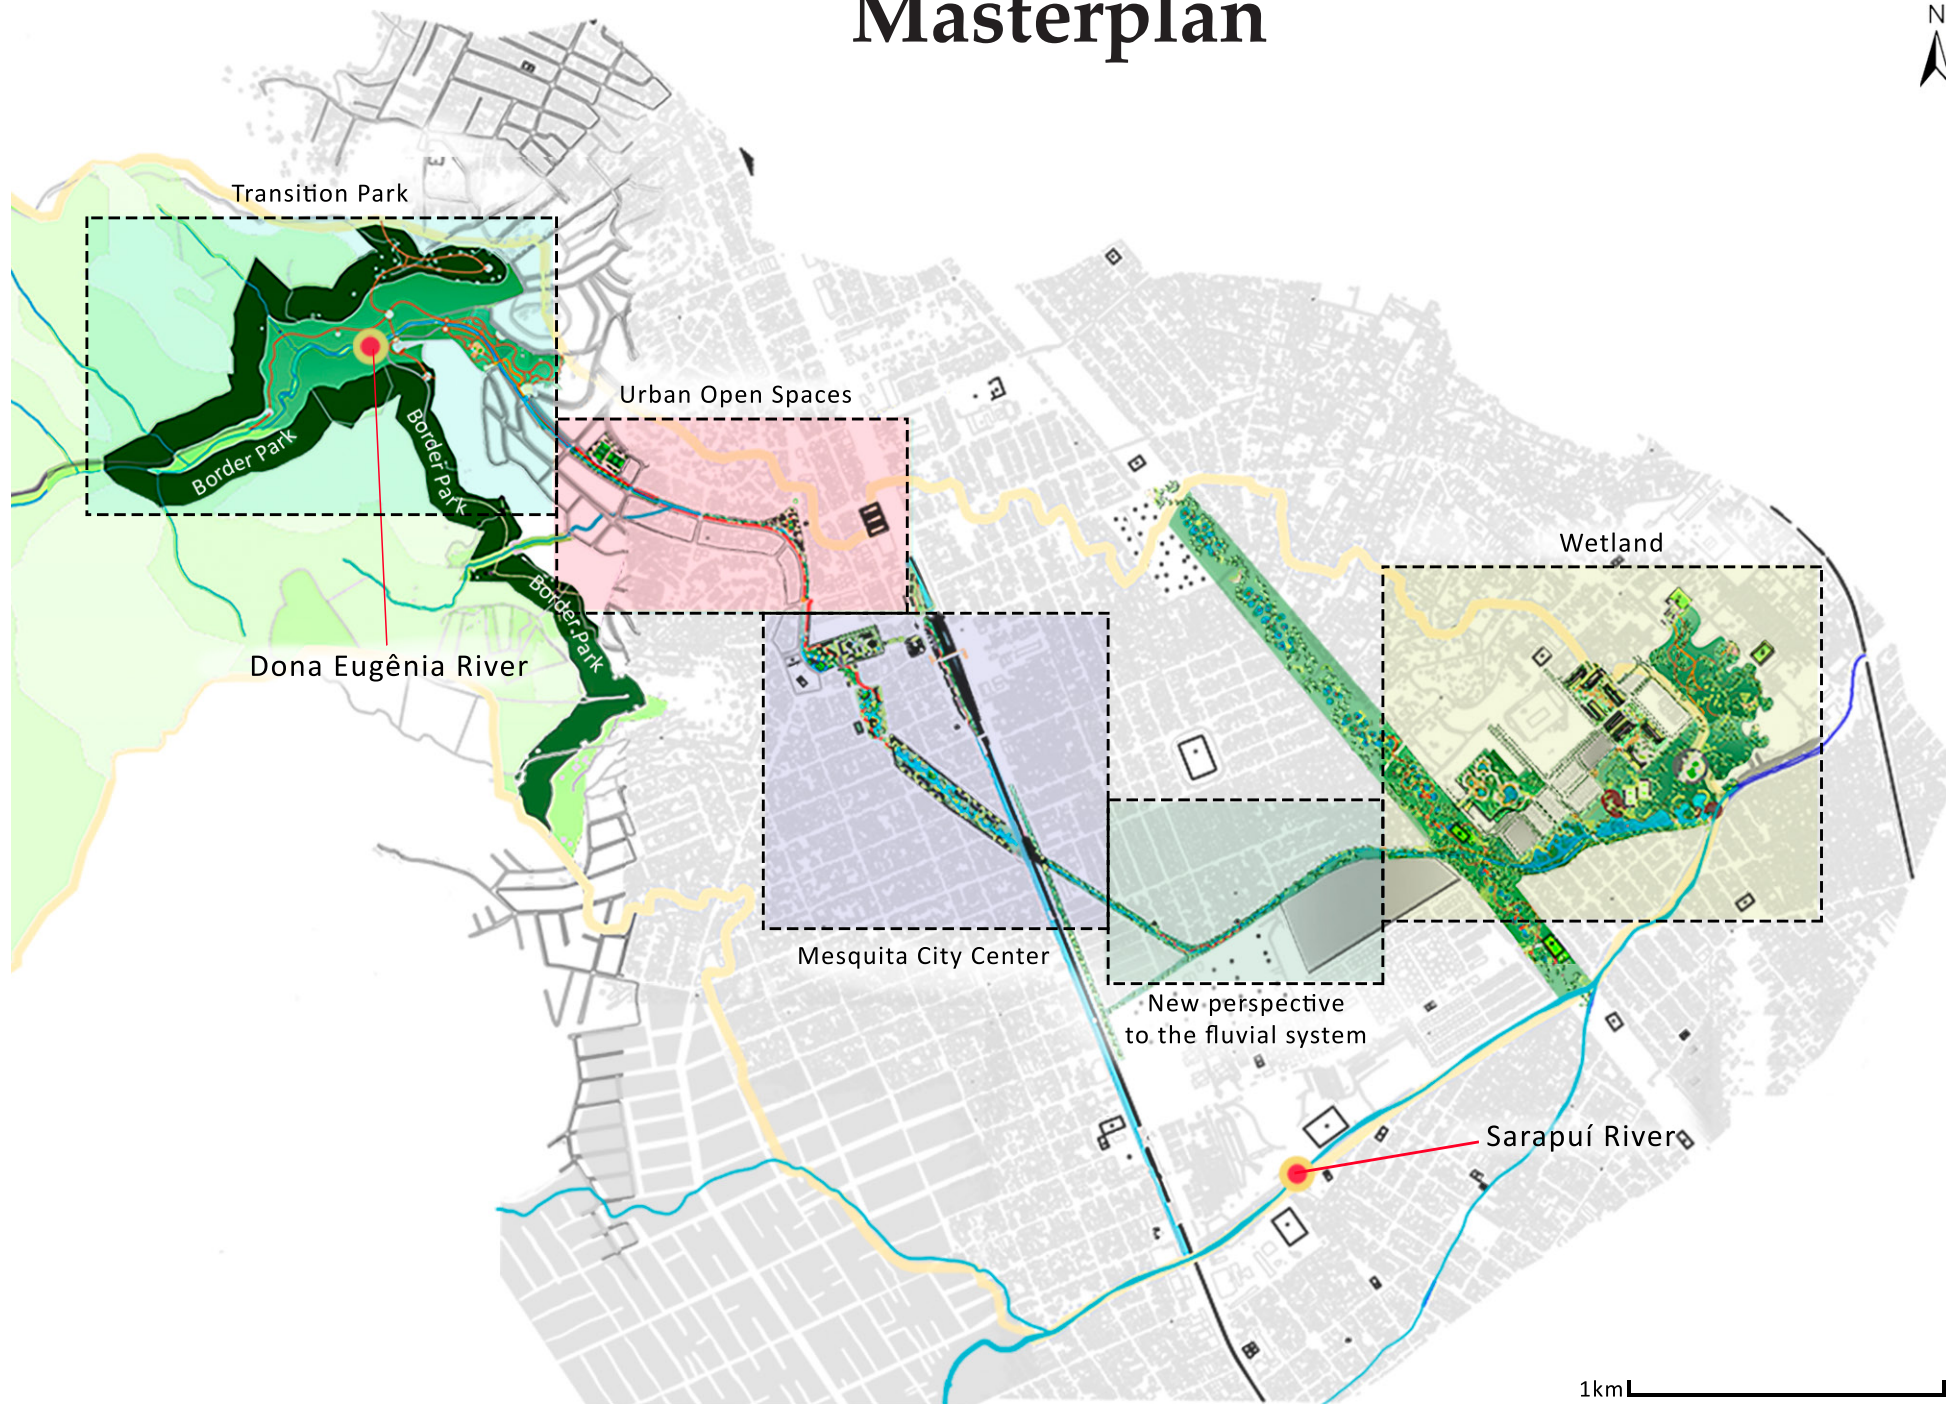 Masterplan
N
Transition Park
Urban Open Spaces
Border Park
Border Park
Wetland
Border Park
Dona Eugênia River
Mesquita City Center
New perspective
to the fluvial system
Sarapuí River
1km